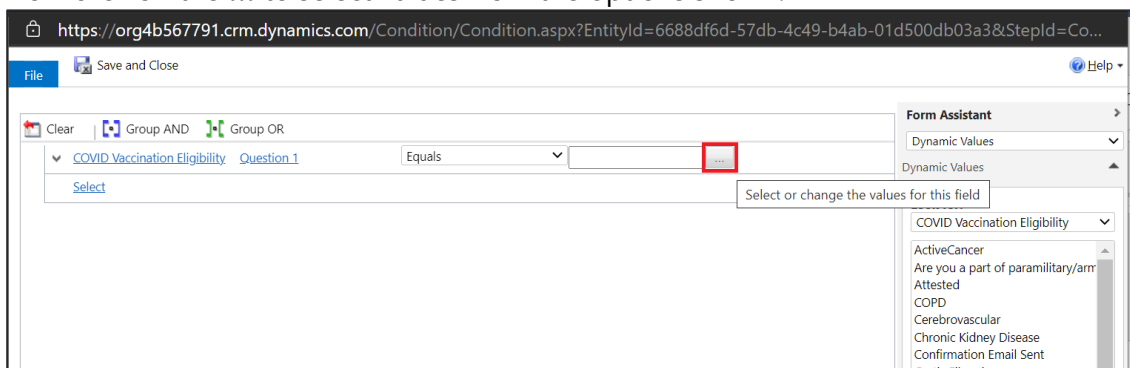 https://org4b567791.crm.dynamics.com/Condition/Condition.aspx?EntityId=6688df6d-57db-4c49-b4ab-01d500db03a3&StepId=Co...
File
Save and Close
Help
Clear
Group AND
Group OR
COVID Vaccination Eligibility Question 1
Equals
...
Select
Select or change the values for this field
Form Assistant
Dynamic Values
Dynamic Values
COVID Vaccination Eligibility
ActiveCancer
Are you a part of paramilitary/arm
Attested
COPD
Cerebrovascular
Chronic Kidney Disease
Confirmation Email Sent